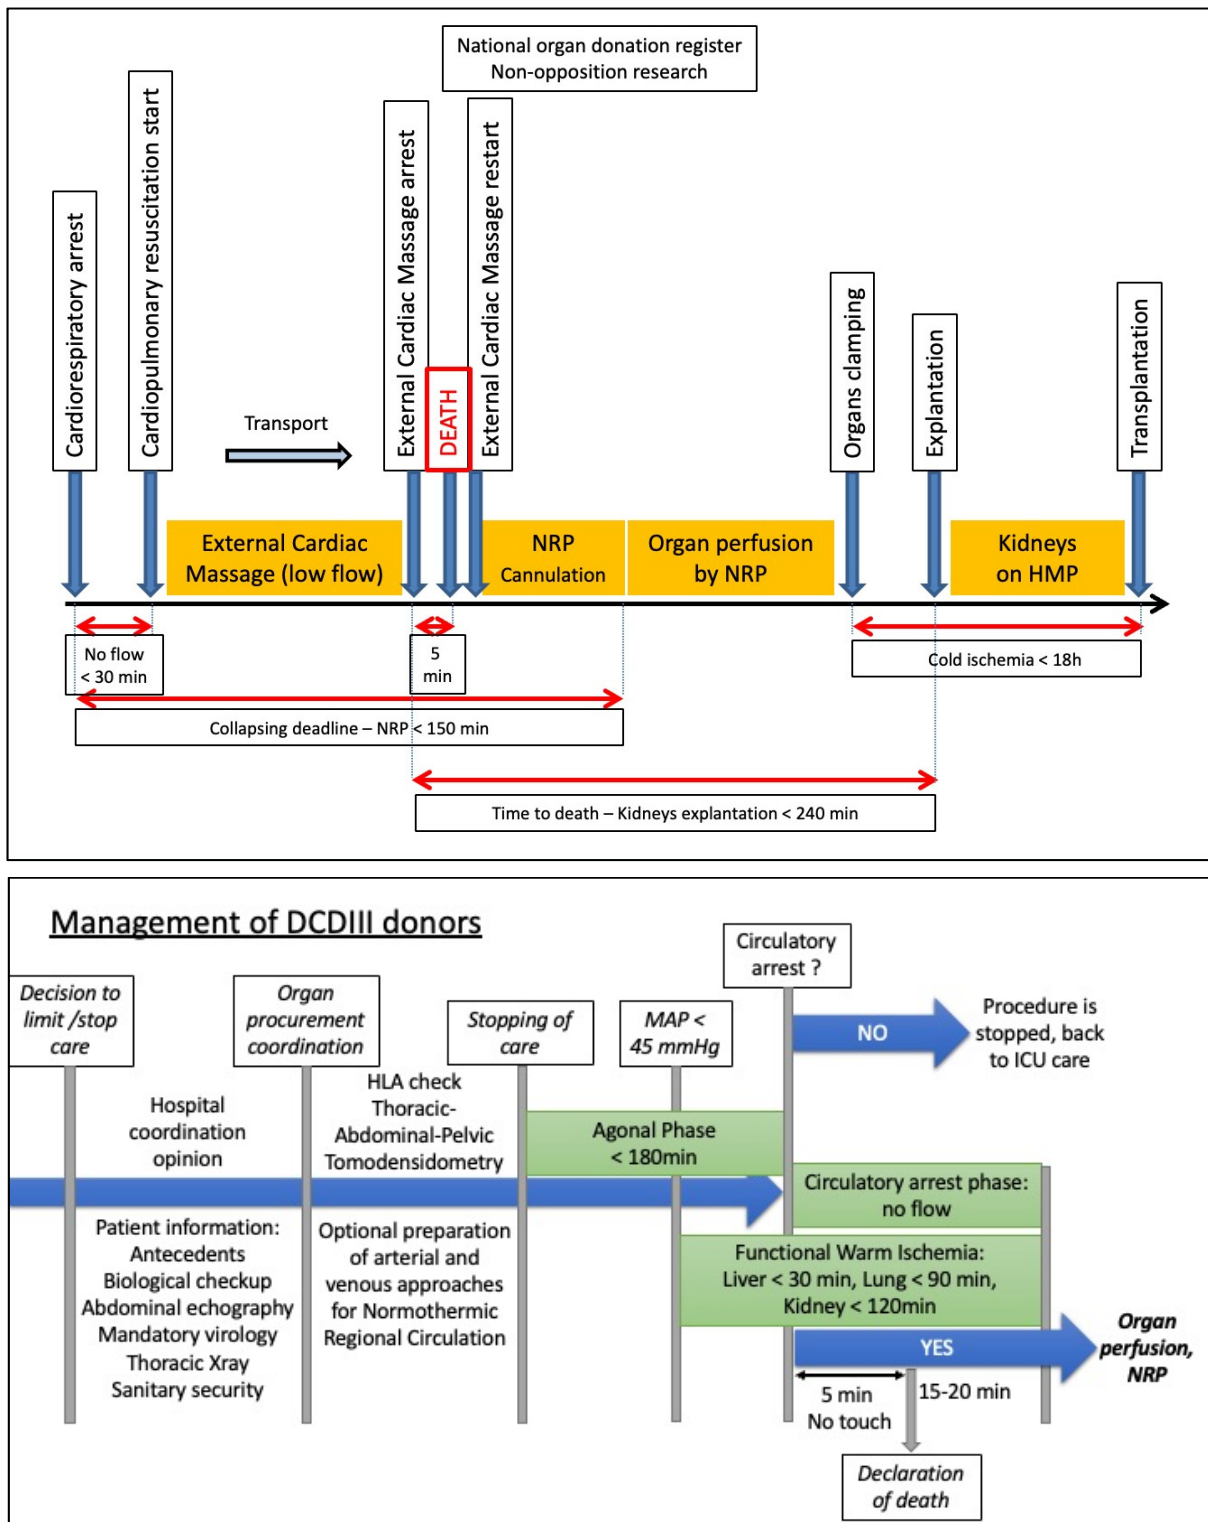 National organ donation register
Non-opposition research
Cardiorespiratory arrest
Cardiopulmonary resuscitation start
External Cardiac Massage arrest
DEATH
External Cardiac Massage restart
Organs clamping
Explantation
Transplantation
Transport
External Cardiac
Massage (low flow)
NRP
Cannulation
Organ perfusion
by NRP
Kidneys
on HMP
No flow
< 30 min
5
min
Cold ischemia < 18h
Collapsing deadline – NRP < 150 min
Time to death – Kidneys explantation < 240 min
Management of DCDIII donors
Decision to
limit /stop
care
Organ
procurement
coordination
Stopping of
care
MAP <
45 mmHg
Circulatory
arrest ?
NO
Procedure is
stopped, back
to ICU care
Hospital
coordination
opinion
HLA check
Thoracic-
Abdominal-Pelvic
Tomodensidometry
Agonal Phase
< 180min
Circulatory arrest phase:
no flow
Patient information:
Antecedents
Biological checkup
Abdominal echography
Mandatory virology
Thoracic Xray
Sanitary security
Optional preparation
of arterial and
venous approaches
for Normothermic
Regional Circulation
Functional Warm Ischemia:
Liver < 30 min, Lung < 90 min,
Kidney < 120min
YES
Organ
perfusion,
NRP
5 min
No touch
15-20 min
Declaration
of death